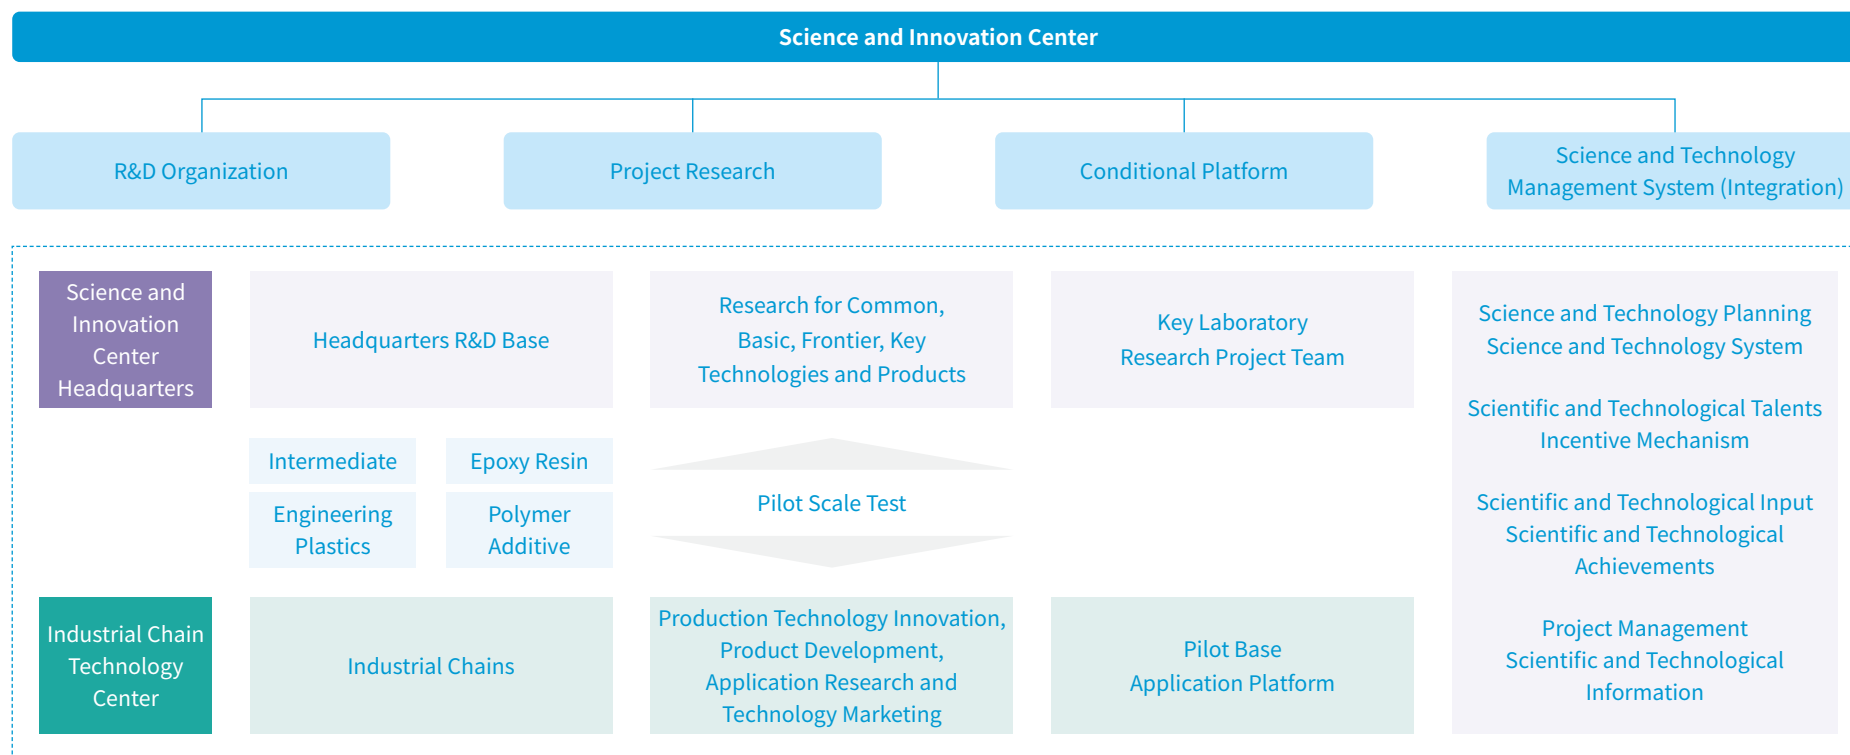 Science and Innovation Center
R&D Organization
Project Research
Conditional Platform
Science and Technology
Management System (Integration)
Science and
Innovation
Center
Headquarters
Headquarters R&D Base
Research for Common,
Basic, Frontier, Key
Technologies and Products
Key Laboratory
Research Project Team
Science and Technology Planning
Science and Technology System
Scientific and Technological Talents
Incentive Mechanism
Scientific and Technological Input
Scientific and Technological
Achievements
Project Management
Scientific and Technological
Information
Intermediate
Epoxy Resin
Engineering
Plastics
Polymer
Additive
Pilot Scale Test
Industrial Chain
Technology
Center
Industrial Chains
Production Technology Innovation,
Product Development,
Application Research and
Technology Marketing
Pilot Base
Application Platform